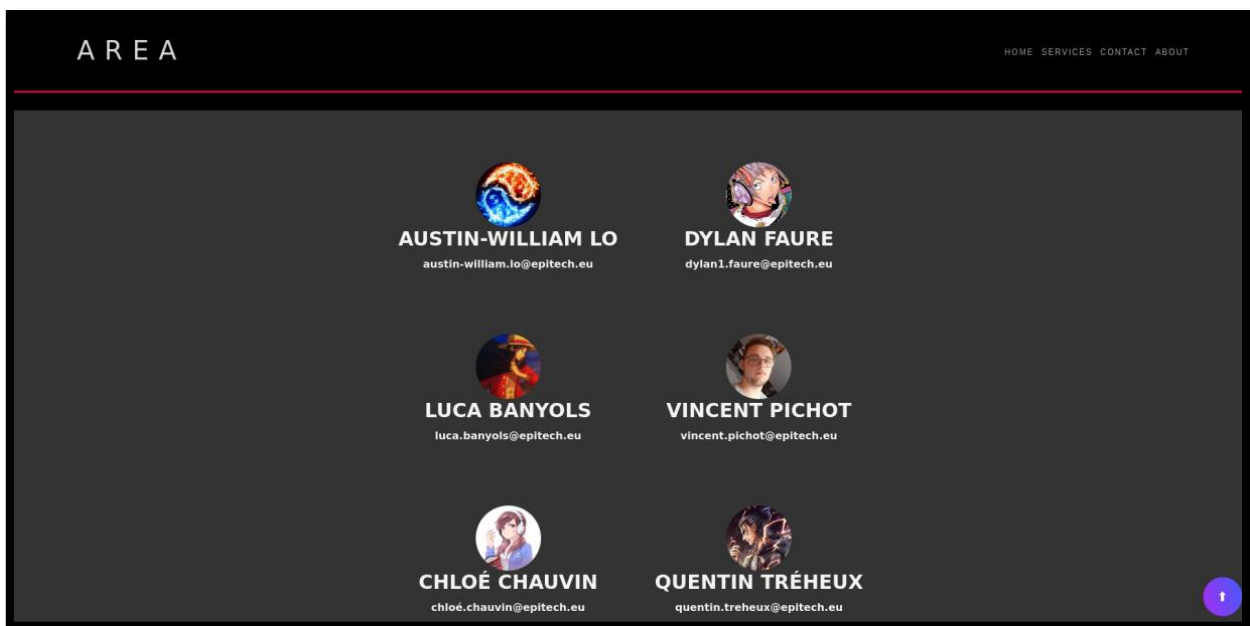 A R E A
HOME SERVICES CONTACT ABOUT
AUSTIN-WILLIAM LO
austin-william.lo@epitech.eu
DYLAN FAURE
dylan1.faure@epitech.eu
LUCA BANYOLS
luca.banyols@epitech.eu
VINCENT PICHOT
vincent.pichot@epitech.eu
CHLOÉ CHAUVIN
chloé.chauvin@epitech.eu
QUENTIN TRÉHEUX
quentin.treheux@epitech.eu